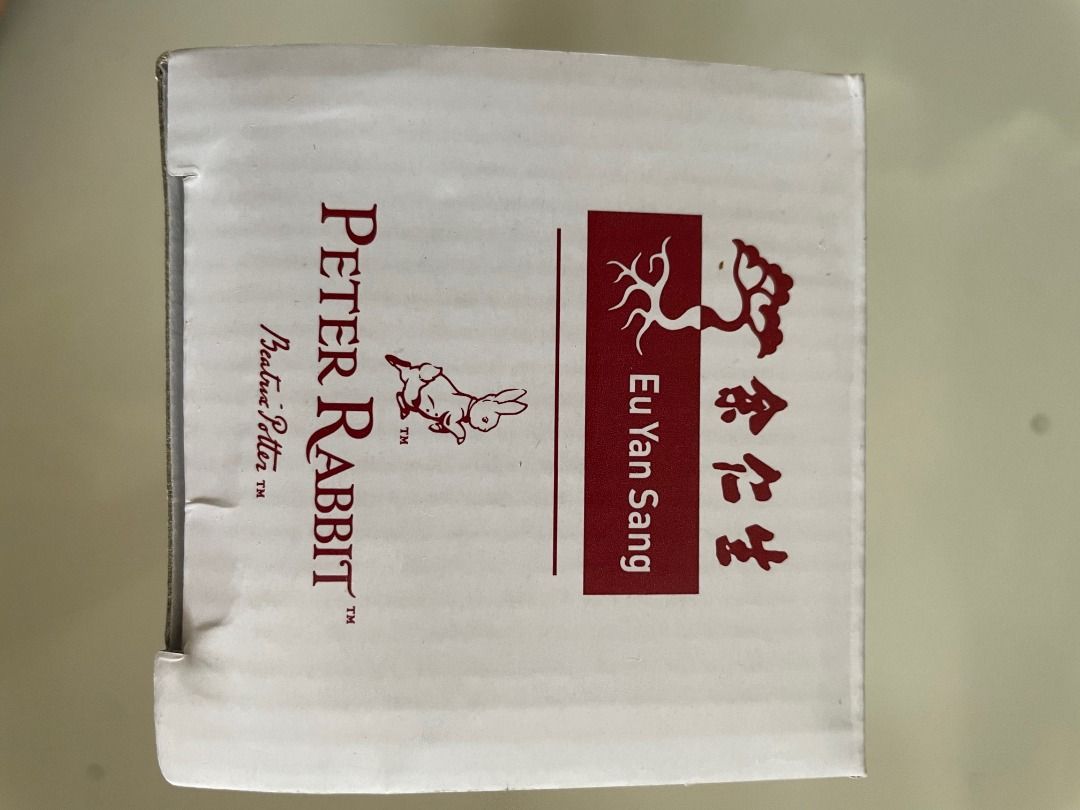 余仁生
Eu Yan Sang
™
PETER RABBIT™
Beatrix Potter™